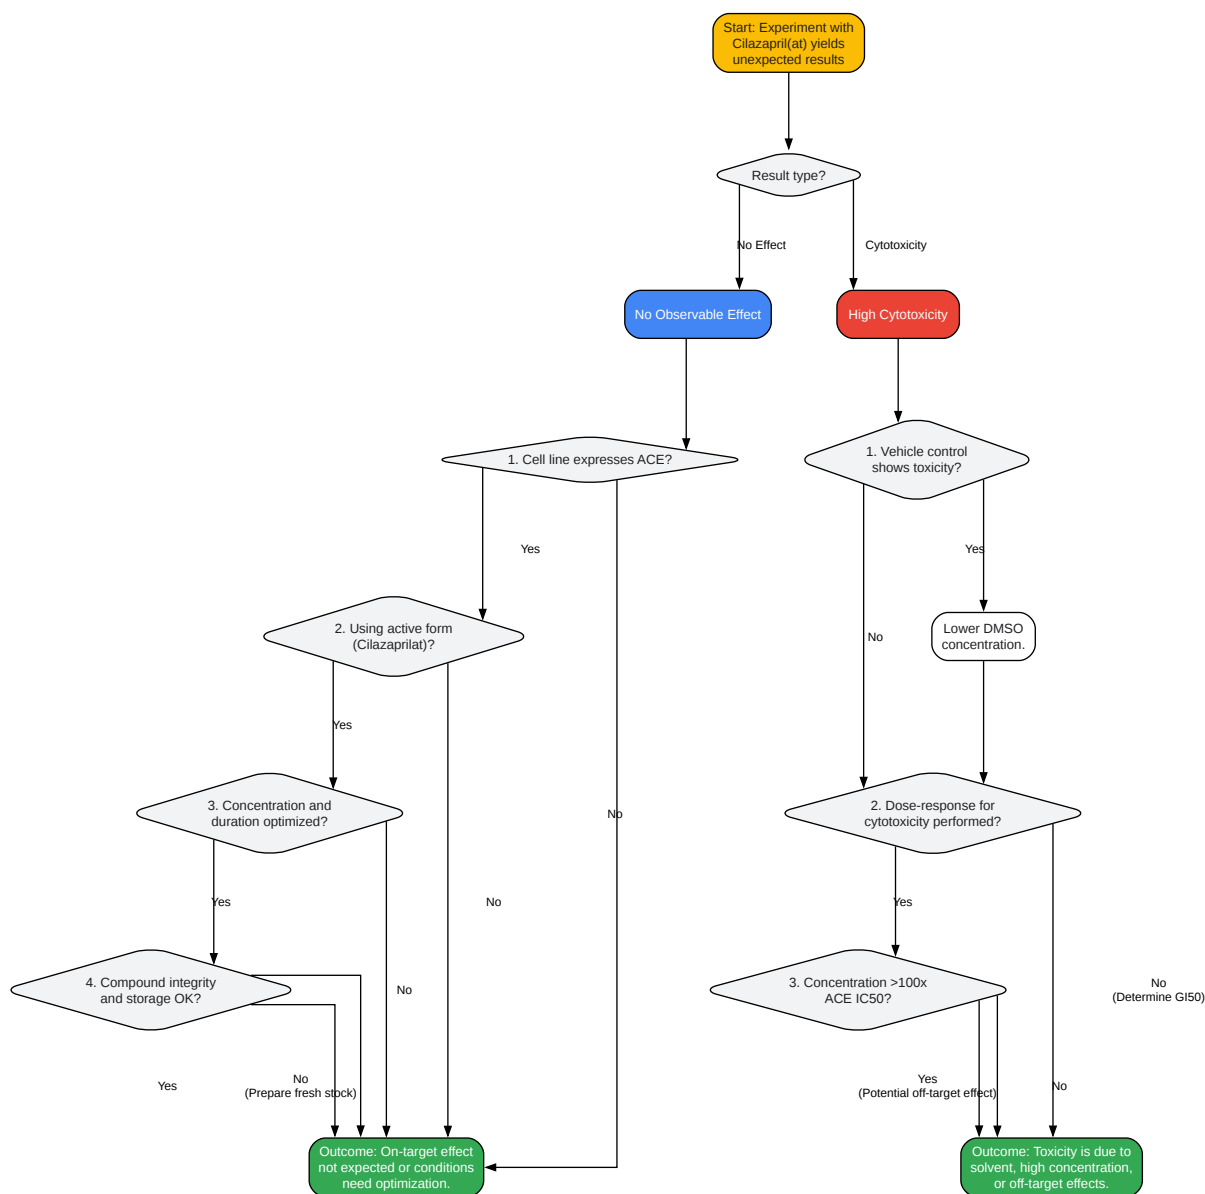 Start: Experiment with
Cilazapril(at) yields
unexpected results
Result type?
No Effect
Cytotoxicity
No Observable Effect
High Cytotoxicity
1. Cell line expresses ACE?
1. Vehicle control
shows toxicity?
Yes
Yes
2. Using active form
(Cilazaprilat)?
No
Lower DMSO
concentration.
Yes
3. Concentration and
duration optimized?
No
2. Dose-response for
cytotoxicity performed?
Yes
No
Yes
4. Compound integrity
and storage OK?
No
3. Concentration >100x
ACE IC50?
No
(Determine GI50)
Yes
No
(Prepare fresh stock)
Yes
(Potential off-target effect)
No
Outcome: On-target effect
not expected or conditions
need optimization.
Outcome: Toxicity is due to
solvent, high concentration,
or off-target effects.